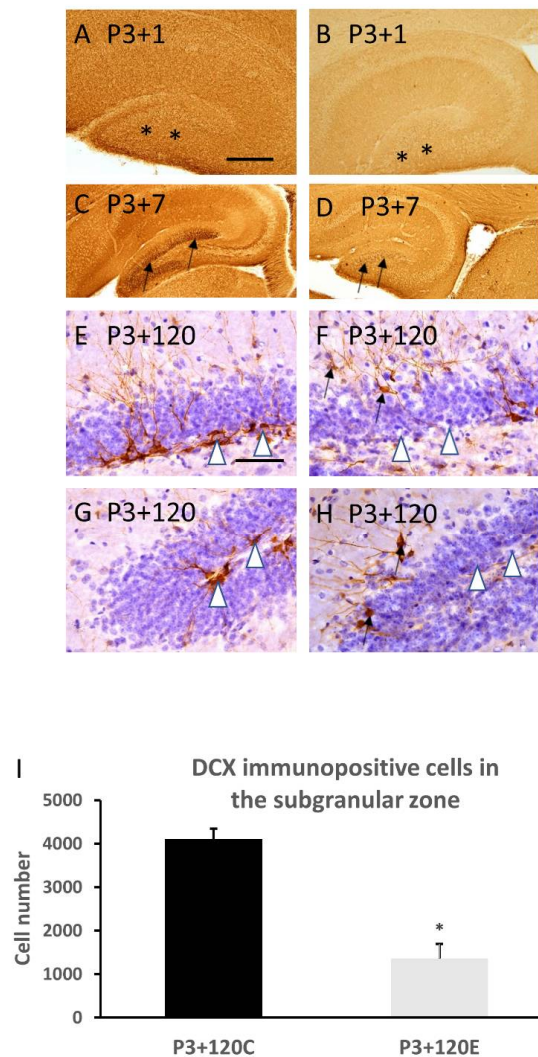 A P3+1
B P3+1
* *
* *
C P3+7
D P3+7
E P3+120
F P3+120
G P3+120
H P3+120
I
DCX immunopositive cells in
the subgranular zone
5000
4000
3000
2000
1000
0
Cell number
*
P3+120C
P3+120E